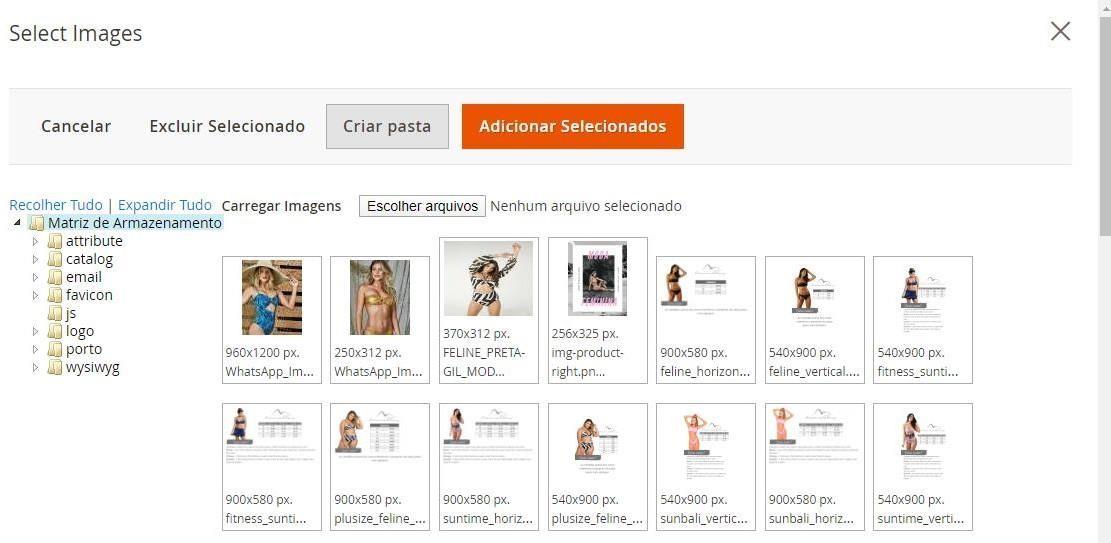 Select Images
Cancelar
Excluir Selecionado
Criar pasta
Adicionar Selecionados
Recolher Tudo | Expandir Tudo
Carregar Imagens
Escolher arquivos
Nenhum arquivo selecionado
Matriz de Armazenamento
attribute
catalog
email
favicon
js
logo
porto
wysiwyg
MODA
FEMININA
960x1200 px.
WhatsApp_Im...
250x312 px.
WhatsApp_Im...
370x312 px.
FELINE_PRETA-
GIL_MOD...
256x325 px.
img-product-
right.pn...
900x580 px.
feline_horizon...
540x900 px.
feline_vertical....
540x900 px.
fitness_sunti...
900x580 px.
fitness_sunti...
900x580 px.
plusize_feline_...
900x580 px.
suntime_horiz...
540x900 px.
plusize_feline_...
540x900 px.
sunbali_vertic...
900x580 px.
sunbali_horiz...
540x900 px.
suntime_verti...